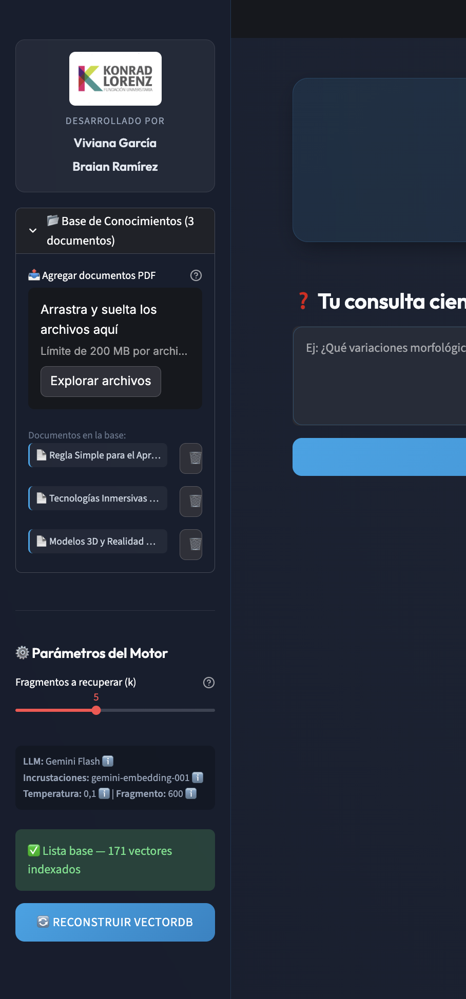 KONRAD
LORENZ
FUNDACIÓN UNIVERSITARIA
DESARROLLADO POR
Viviana García
Braian Ramírez
Base de Conocimientos (3
documentos)
Agregar documentos PDF
Arrastra y suelta los
archivos aquí
Límite de 200 MB por archi...
Explorar archivos
Documentos en la base:
Regla Simple para el Apr...
Tecnologías Inmersivas ...
Modelos 3D y Realidad ...
⚙️ Parámetros del Motor
Fragmentos a recuperar (k)
5
LLM: Gemini Flash ℹ️
Incrustaciones: gemini-embedding-001 ℹ️
Temperatura: 0,1 ℹ️ | Fragmento: 600 ℹ️
✅ Lista base — 171 vectores
indexados
RECONSTRUIR VECTORDB
❓ Tu consulta cien
Ej: ¿Qué variaciones morfológic